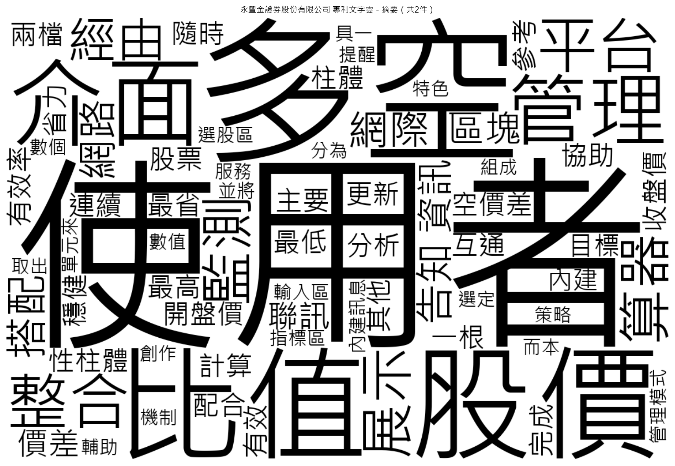 永豐金證券股份有限公司 專利文字雲 - 摘要 ( 共2件 )
兩檔
經由
隨時
多空
具一
提醒
參考
平台
介面
柱體
特色
管理
省力
數個
網路
選股區
分為
網際
區塊
股票
服務
並將
組成
協助
有效率
使用者
連續
最省
監測
主要
更新
資訊
空價差
收盤價
單元來
數值
最低
分析
告知
互通
目標
取出
穩健
最高
輸入區
內建訊息
其他
選定
內建
算器
搭配
開盤價
聯訊
指標區
一根
策略
性柱體
創作
計算
比值
展示
股價
而本
整合
機制
配合
有效
完成
管理模式
價差
輔助